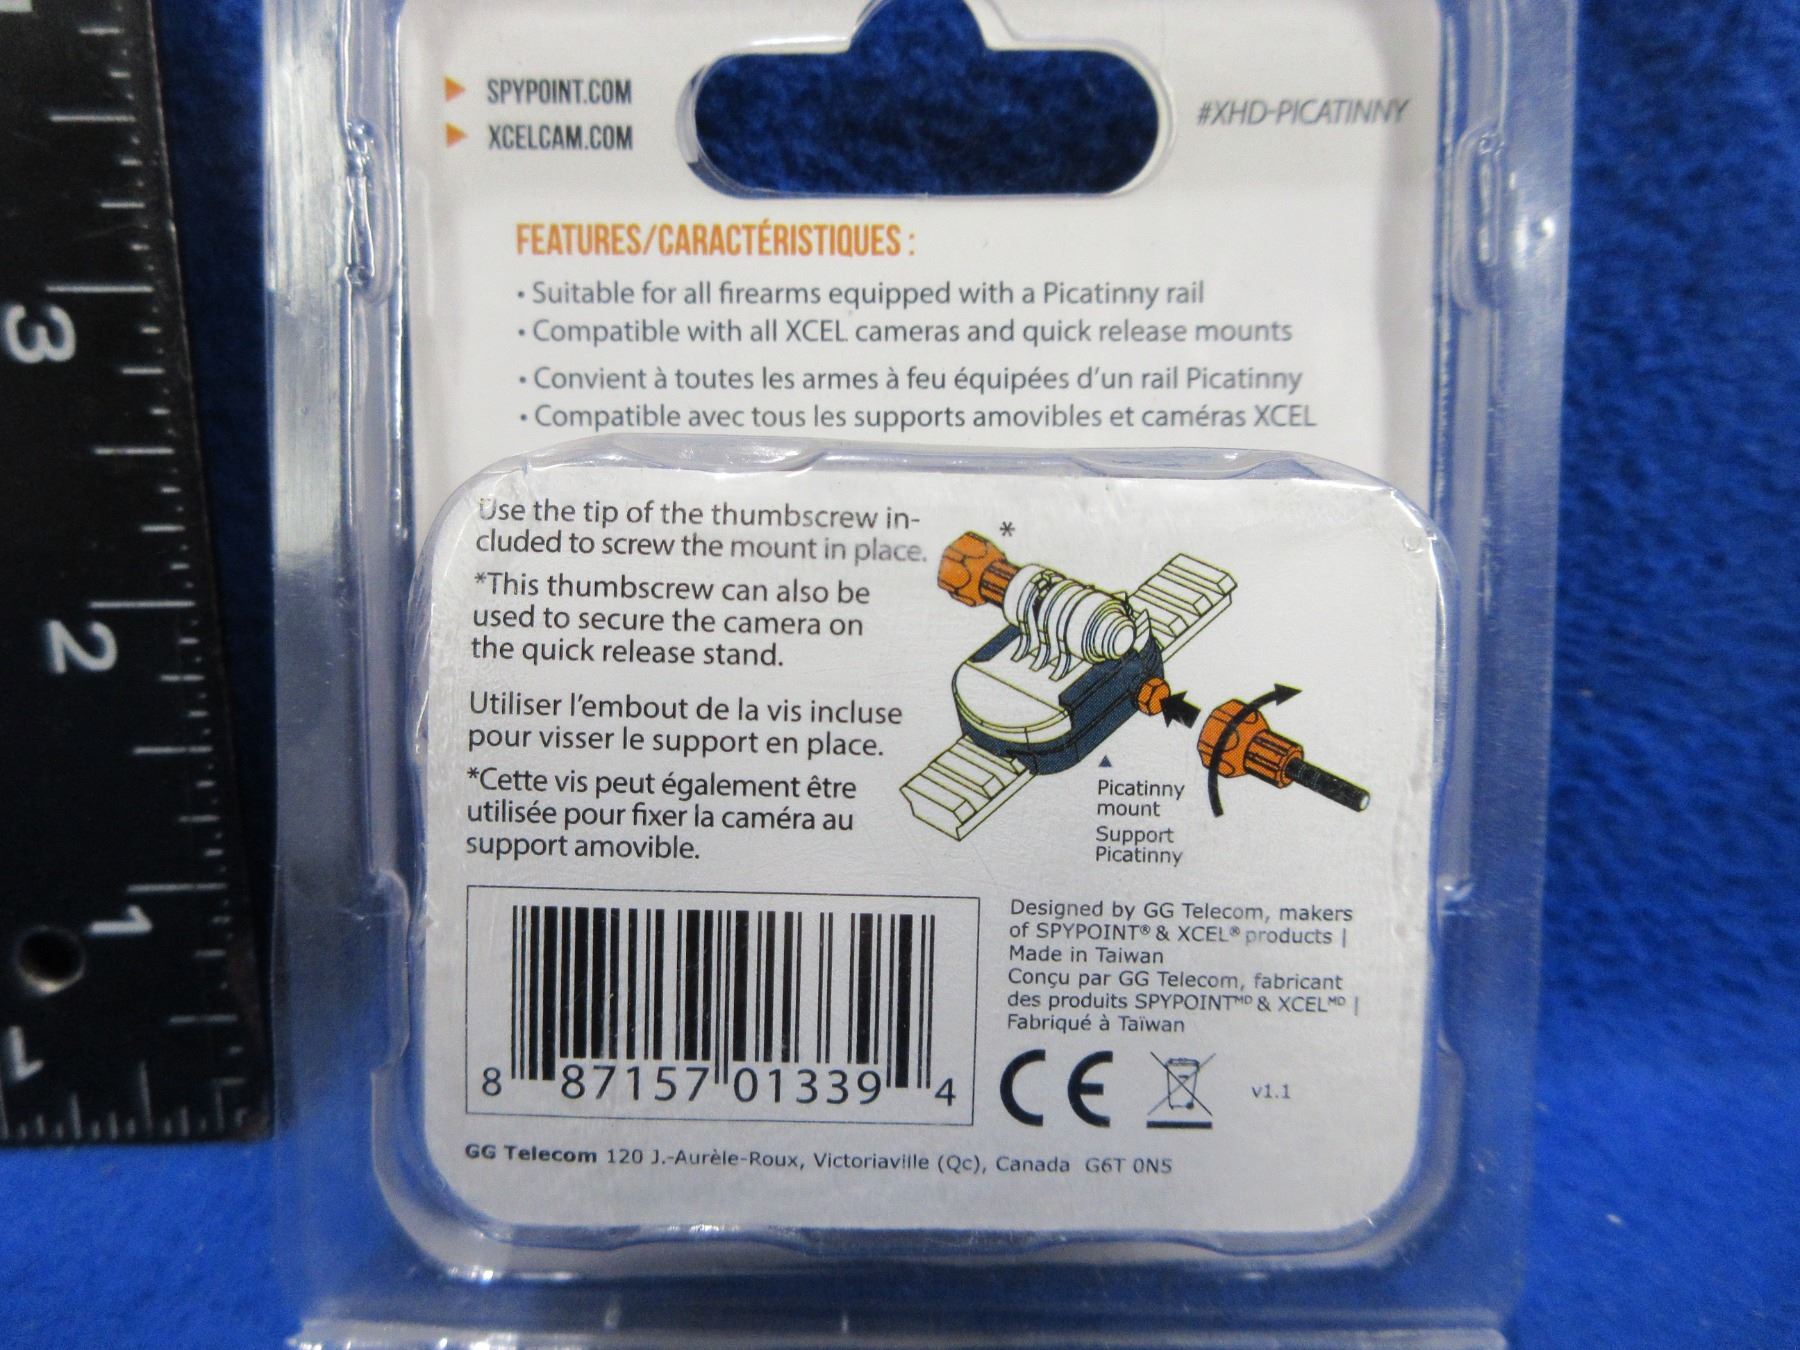 SPYPOINT.COM
XCELCAM.COM
#XHD-PICATINNY
FEATURES/CARACTÉRISTIQUES :
• Suitable for all firearms equipped with a Picatinny rail
• Compatible with all XCEL cameras and quick release mounts
• Convient à toutes les armes à feu équipées d'un rail Picatinny
• Compatible avec tous les supports amovibles et caméras XCEL
Use the tip of the thumbscrew in-
cluded to screw the mount in place.
*This thumbscrew can also be
used to secure the camera on
the quick release stand.
Utiliser l'embout de la vis incluse
pour visser le support en place.
*Cette vis peut également être
utilisée pour fixer la caméra au
support amovible.
*
Picatinny
mount
Support
Picatinny
8 87157 01339 4
Designed by GG Telecom, makers
of SPYPOINT® & XCEL® products |
Made in Taiwan
Conçu par GG Telecom, fabricant
des produits SPYPOINTᴹᴰ & XCELᴹᴰ |
Fabriqué à Taïwan
CE
v1.1
GG Telecom 120 J.-Aurèle-Roux, Victoriaville (Qc), Canada G6T 0N5
3
2
1
1